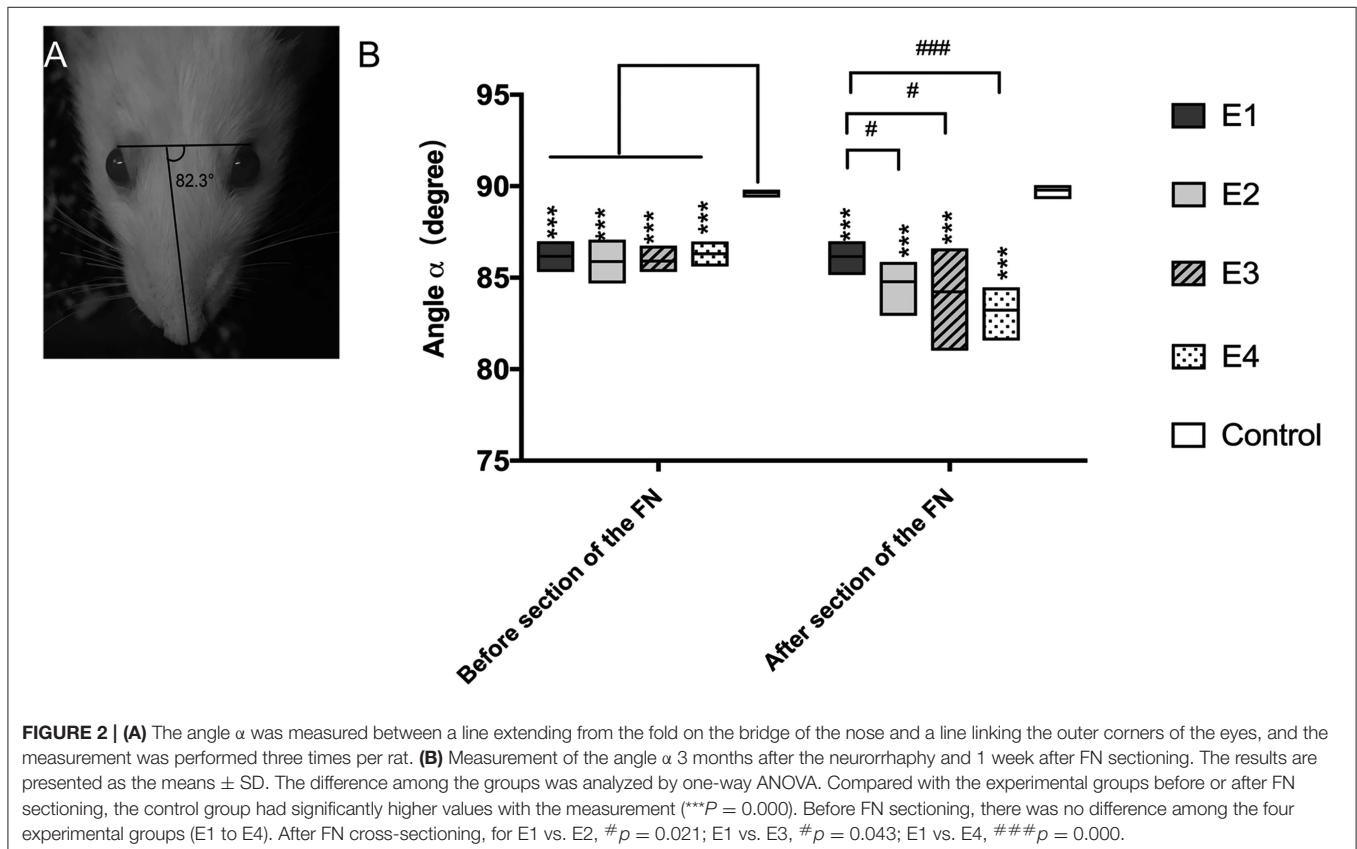 A
82.3°
B
###
#
#
95
90
85
80
75
Angle α (degree)
***
***
***
***
***
***
***
***
Before section of the FN
After section of the FN
E1
E2
E3
E4
Control
FIGURE 2 | (A) The angle α was measured between a line extending from the fold on the bridge of the nose and a line linking the outer corners of the eyes, and the
measurement was performed three times per rat. (B) Measurement of the angle α 3 months after the neurorrhaphy and 1 week after FN sectioning. The results are
presented as the means ± SD. The difference among the groups was analyzed by one-way ANOVA. Compared with the experimental groups before or after FN
sectioning, the control group had significantly higher values with the measurement (***P = 0.000). Before FN sectioning, there was no difference among the four
experimental groups (E1 to E4). After FN cross-sectioning, for E1 vs. E2, #p = 0.021; E1 vs. E3, #p = 0.043; E1 vs. E4, ###p = 0.000.